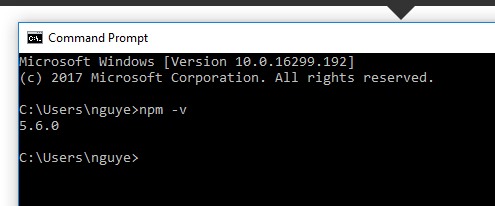 Command Prompt
Microsoft Windows [Version 10.0.16299.192]
(c) 2017 Microsoft Corporation. All rights reserved.
C:\Users\nguye>npm -v
5.6.0
C:\Users\nguye>